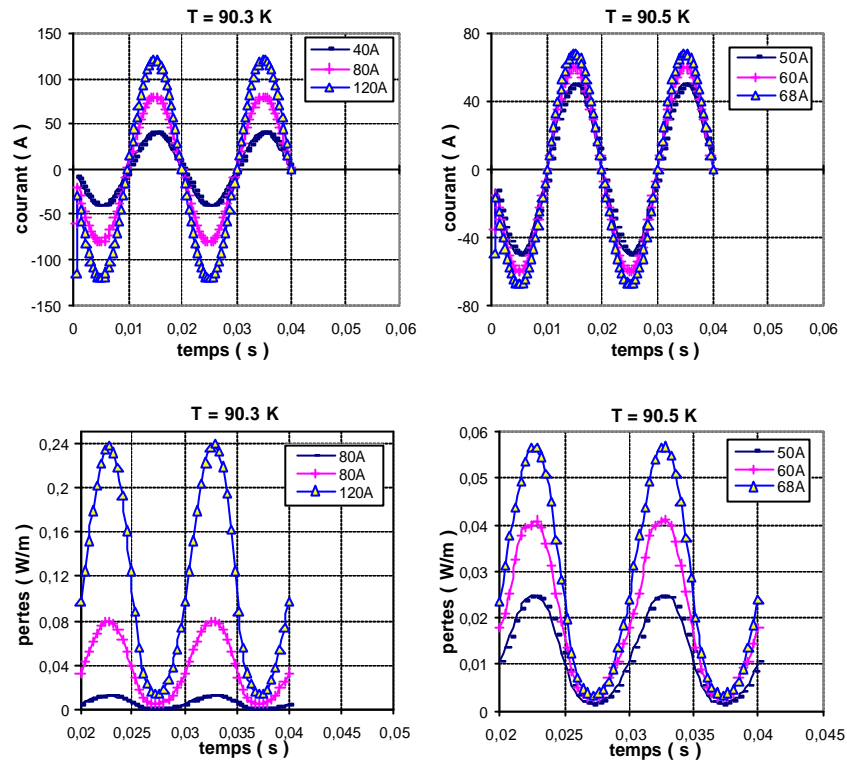 T = 90.3 K
courant ( A )
150
100
50
0
-50
-100
-150
0
0,01
0,02
0,03
0,04
0,05
0,06
temps ( s )
40A
80A
120A
T = 90.5 K
courant ( A )
80
40
0
-40
-80
0
0,01
0,02
0,03
0,04
0,05
0,06
temps ( s )
50A
60A
68A
T = 90.3 K
pertes ( W/m )
0,24
0,2
0,16
0,12
0,08
0,04
0
0,02
0,025
0,03
0,035
0,04
0,045
0,05
temps ( s )
80A
80A
120A
T = 90.5 K
pertes ( W/m )
0,06
0,05
0,04
0,03
0,02
0,01
0
0,02
0,025
0,03
0,035
0,04
0,045
temps ( s )
50A
60A
68A